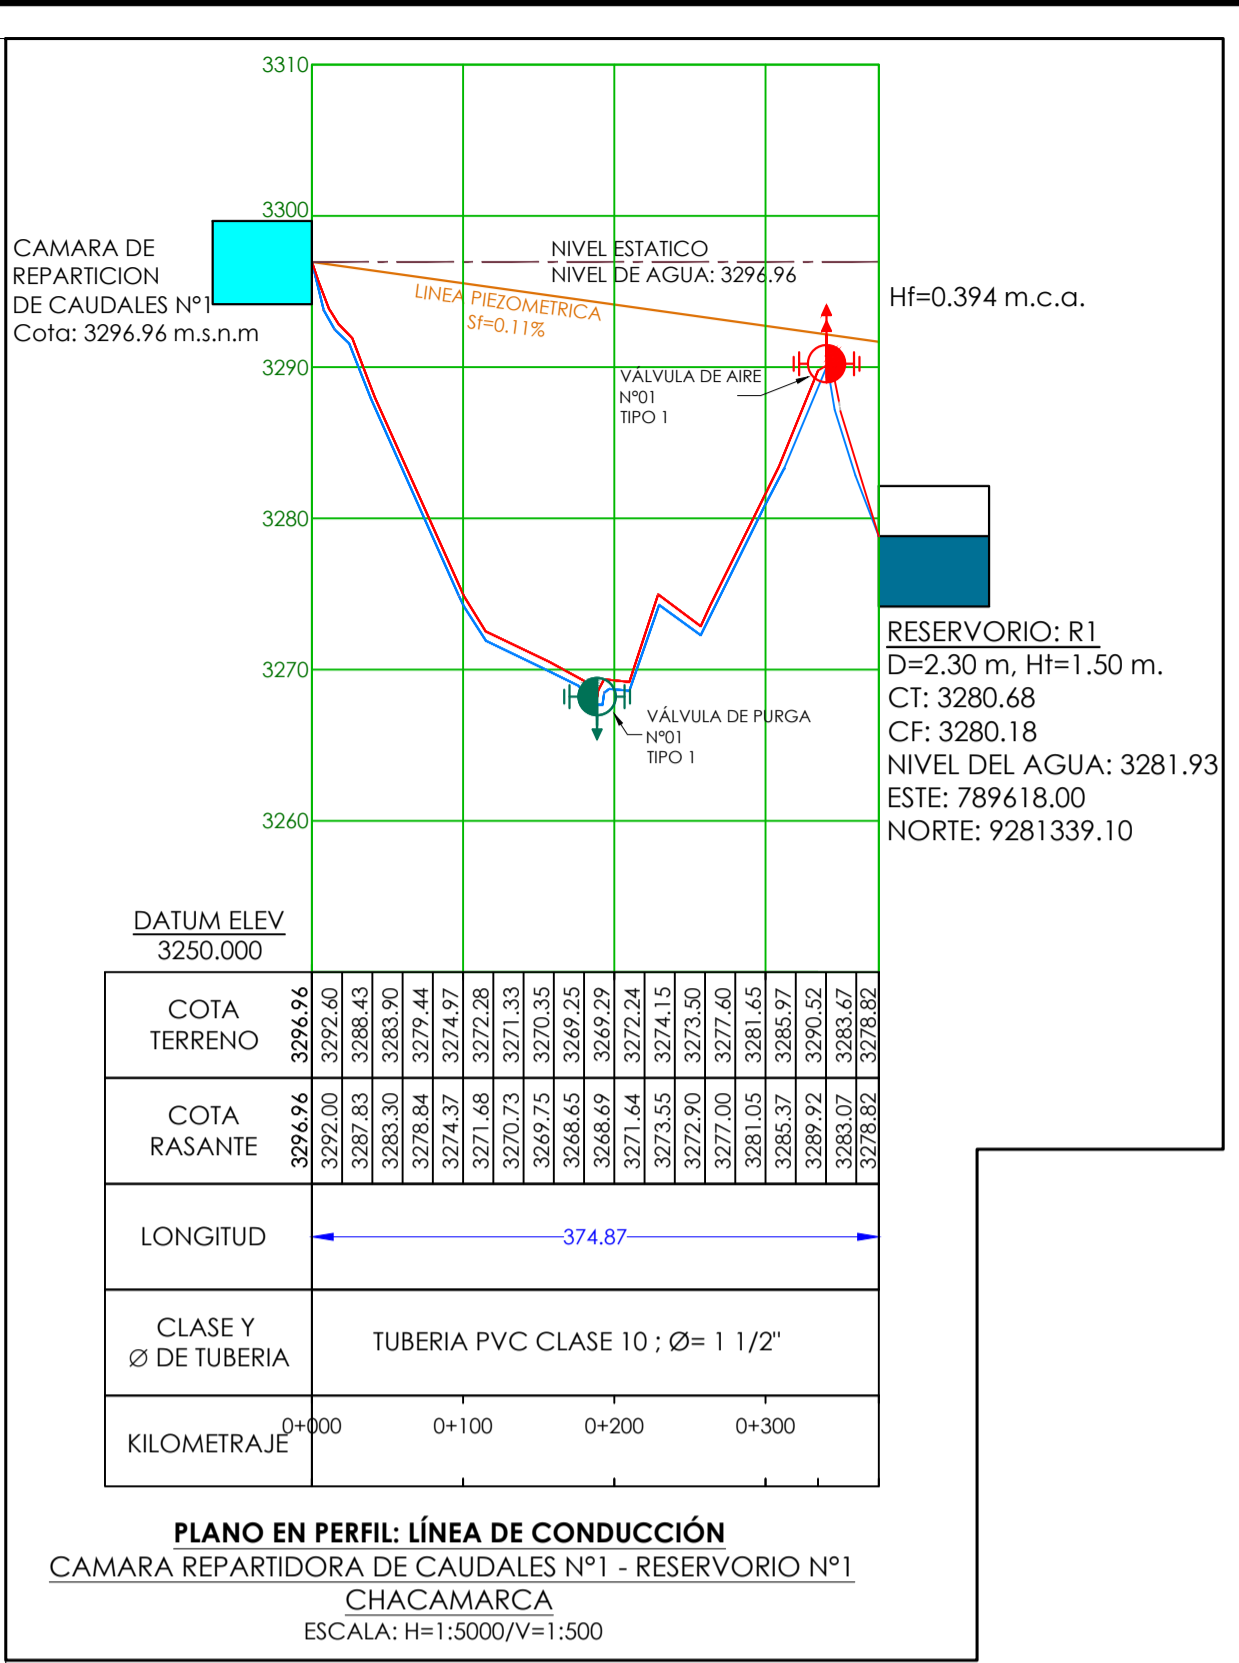 3310
3300
3290
3280
3270
3260
CAMARA DE
REPARTICION
DE CAUDALES Nº1
Cota: 3296.96 m.s.n.m
NIVEL ESTATICO
NIVEL DE AGUA: 3296.96
LINEA PIEZOMETRICA
Sf=0.11%
Hf=0.394 m.c.a.
VÁLVULA DE AIRE
Nº01
TIPO 1
VÁLVULA DE PURGA
Nº01
TIPO 1
RESERVORIO: R1
D=2.30 m, Ht=1.50 m.
CT: 3280.68
CF: 3280.18
NIVEL DEL AGUA: 3281.93
ESTE: 789618.00
NORTE: 9281339.10
DATUM ELEV
3250.000
COTA
TERRENO
3296.96 3292.60 3288.43 3283.90 3279.44 3274.97 3272.28 3271.33 3270.35 3269.25 3269.29 3272.24 3274.15 3273.50 3277.60 3281.65 3285.97 3290.52 3283.67 3278.82
COTA
RASANTE
3296.96 3292.00 3287.83 3283.30 3278.84 3274.37 3271.68 3270.73 3269.75 3268.65 3268.69 3271.64 3273.55 3272.90 3277.00 3281.05 3285.37 3289.92 3283.07 3278.82
LONGITUD
374.87
CLASE Y
Ø DE TUBERIA
TUBERIA PVC CLASE 10 ; Ø= 1 1/2"
KILOMETRAJE
0+000 0+100 0+200 0+300
PLANO EN PERFIL: LÍNEA DE CONDUCCIÓN
CAMARA REPARTIDORA DE CAUDALES Nº1 - RESERVORIO Nº1
CHACAMARCA
ESCALA: H=1:5000/V=1:500